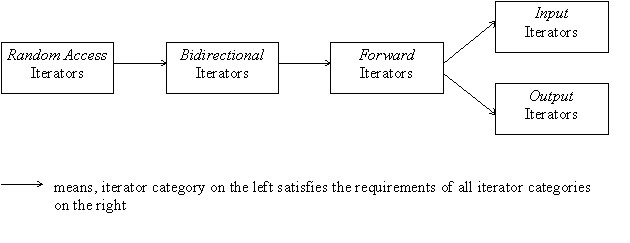 Random Access
Iterators
Bidirectional
Iterators
Forward
Iterators
Input
Iterators
Output
Iterators
means, iterator category on the left satisfies the requirements of all iterator categories
on the right